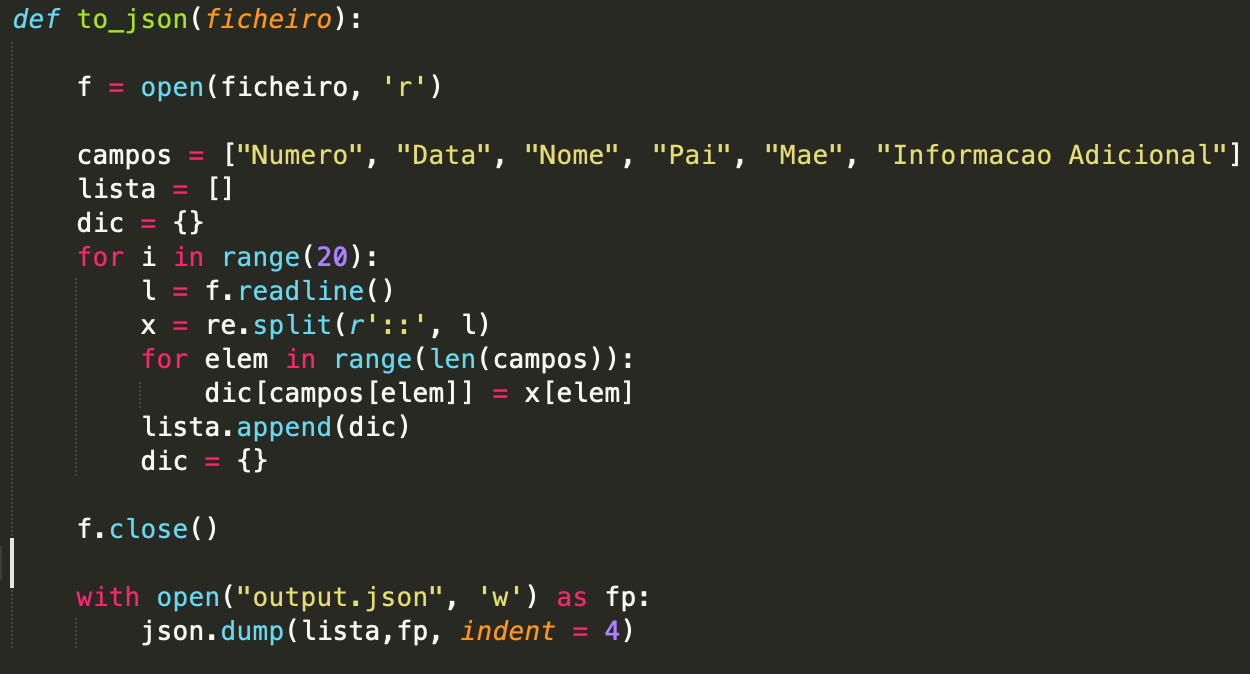 def to_json(ficheiro):
f = open(ficheiro, 'r')
campos = ["Numero", "Data", "Nome", "Pai", "Mae", "Informacao Adicional"]
lista = []
dic = {}
for i in range(20):
l = f.readline()
x = re.split(r'::', l)
for elem in range(len(campos)):
dic[campos[elem]] = x[elem]
lista.append(dic)
dic = {}
f.close()
with open("output.json", 'w') as fp:
json.dump(lista,fp, indent = 4)